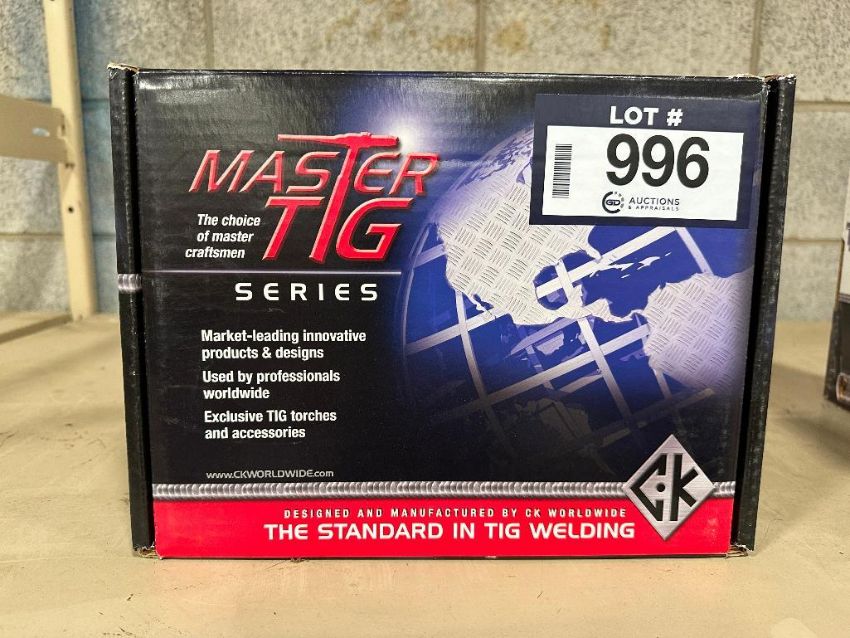 LOT #
996
GD AUCTIONS
& APPRAISALS
MASTER
TIG
The choice
of master
craftsmen
SERIES
Market-leading innovative
products & designs
Used by professionals
worldwide
Exclusive TIG torches
and accessories
www.CKWORLDWIDE.com
CK
DESIGNED AND MANUFACTURED BY CK WORLDWIDE
THE STANDARD IN TIG WELDING